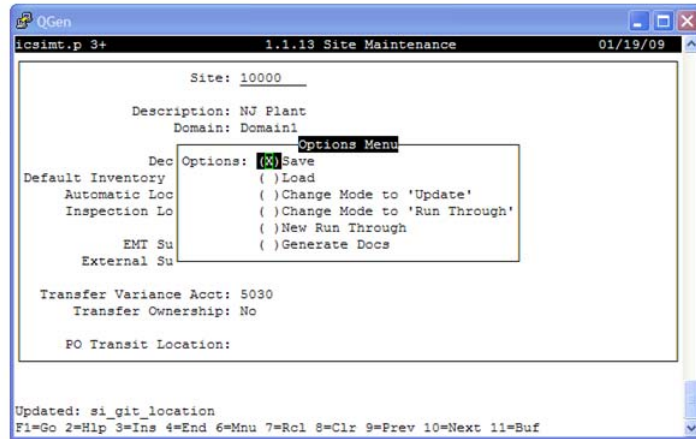 QGen
icsimt.p 3+ 1.1.13 Site Maintenance 01/19/09
Site: 10000
Description: NJ Plant
Domain: Domain1
Options Menu
Dec Options: (X)Save
Default Inventory ( )Load
Automatic Loc ( )Change Mode to 'Update'
Inspection Lo ( )Change Mode to 'Run Through'
( )New Run Through
EMT Su ( )Generate Docs
External Su
Transfer Variance Acct: 5030
Transfer Ownership: No
PO Transit Location:
Updated: si_git_location
F1=Go 2=Hlp 3=Ins 4=End 6=Mnu 7=Rcl 8=Clr 9=Prev 10=Next 11=Buf